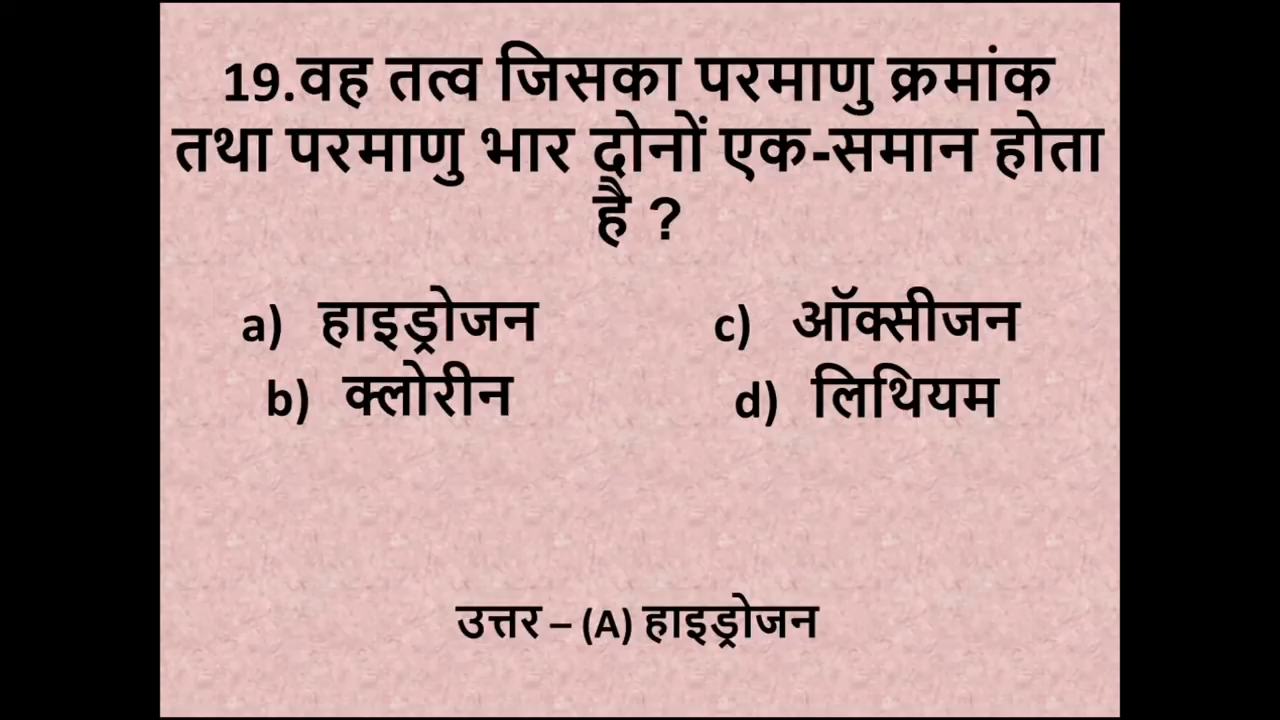 19.वह तत्व जिसका परमाणु क्रमांक
तथा परमाणु भार दोनों एक-समान होता
है ?
a) हाइड्रोजन
b) क्लोरीन
c) ऑक्सीजन
d) लिथियम
उत्तर – (A) हाइड्रोजन